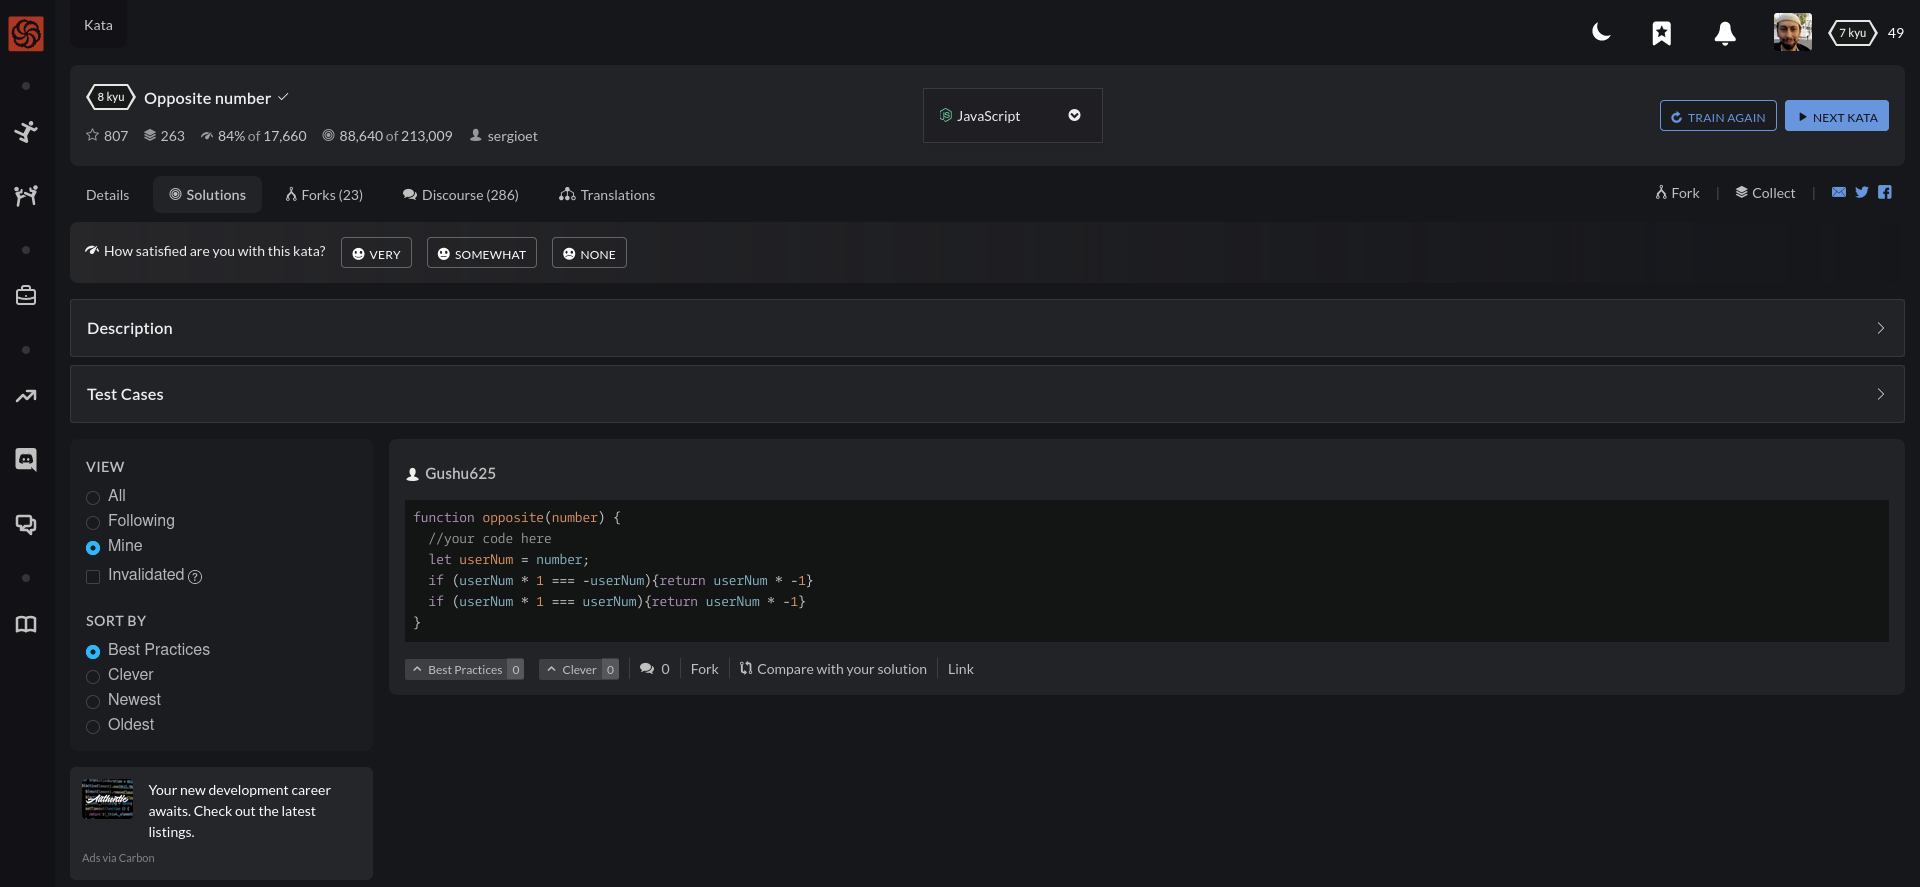 Kata
7 kyu 49
8 kyu Opposite number
807 263 84% of 17,660 88,640 of 213,009 sergioet
JavaScript
TRAIN AGAIN NEXT KATA
Details Solutions Forks (23) Discourse (286) Translations
Fork | Collect |
How satisfied are you with this kata? VERY SOMEWHAT NONE
Description
Test Cases
VIEW
All
Following
Mine
Invalidated ?
SORT BY
Best Practices
Clever
Newest
Oldest
Authentic
Your new development career
awaits. Check out the latest
listings.
Ads via Carbon
Gushu625
function opposite(number) {
  //your code here
  let userNum = number;
  if (userNum * 1 === -userNum){return userNum * -1}
  if (userNum * 1 === userNum){return userNum * -1}
}
Best Practices 0 Clever 0 0 Fork Compare with your solution Link